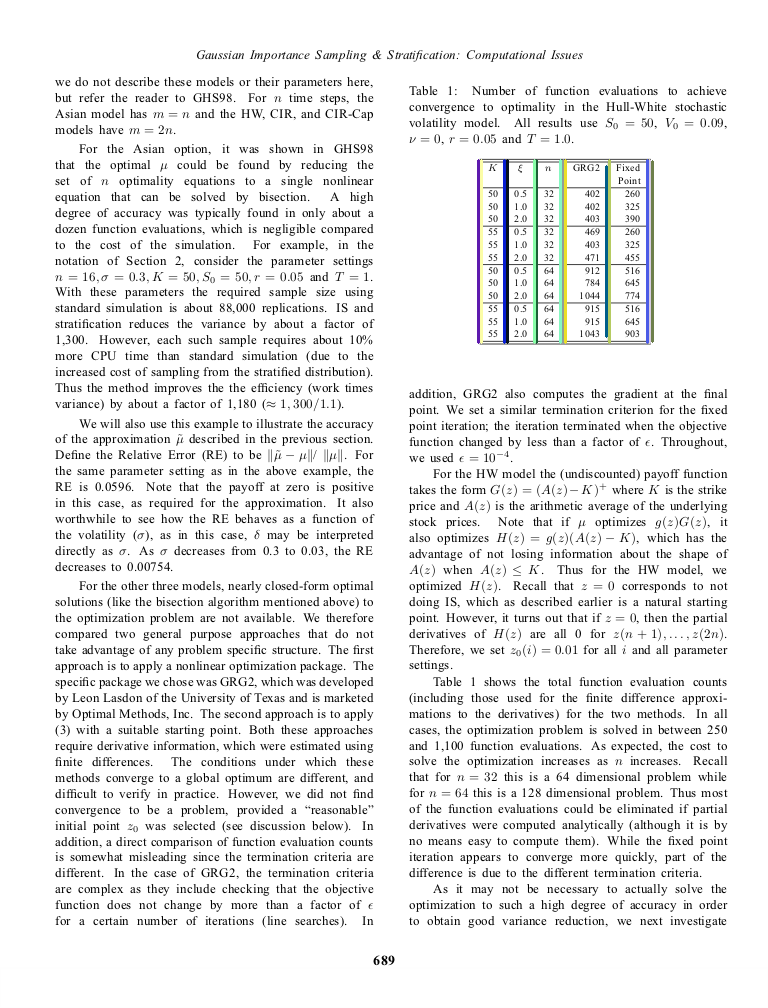 Gaussian Importance Sampling & Stratification: Computational Issues
we do not describe these models or their parameters here,
but refer the reader to GHS98. For n time steps, the
Asian model has m = n and the HW, CIR, and CIR-Cap
models have m = 2n.
For the Asian option, it was shown in GHS98
that the optimal μ could be found by reducing the
set of n optimality equations to a single nonlinear
equation that can be solved by bisection. A high
degree of accuracy was typically found in only about a
dozen function evaluations, which is negligible compared
to the cost of the simulation. For example, in the
notation of Section 2, consider the parameter settings
n = 16, σ = 0.3, K = 50, S₀ = 50, r = 0.05 and T = 1.
With these parameters the required sample size using
standard simulation is about 88,000 replications. IS and
stratification reduces the variance by about a factor of
1,300. However, each such sample requires about 10%
more CPU time than standard simulation (due to the
increased cost of sampling from the stratified distribution).
Thus the method improves the the efficiency (work times
variance) by about a factor of 1,180 (≈ 1, 300/1.1).
We will also use this example to illustrate the accuracy
of the approximation μ̃ described in the previous section.
Define the Relative Error (RE) to be ‖μ̃ − μ‖/ ‖μ‖. For
the same parameter setting as in the above example, the
RE is 0.0596. Note that the payoff at zero is positive
in this case, as required for the approximation. It also
worthwhile to see how the RE behaves as a function of
the volatility (σ), as in this case, δ may be interpreted
directly as σ. As σ decreases from 0.3 to 0.03, the RE
decreases to 0.00754.
For the other three models, nearly closed-form optimal
solutions (like the bisection algorithm mentioned above) to
the optimization problem are not available. We therefore
compared two general purpose approaches that do not
take advantage of any problem specific structure. The first
approach is to apply a nonlinear optimization package. The
specific package we chose was GRG2, which was developed
by Leon Lasdon of the University of Texas and is marketed
by Optimal Methods, Inc. The second approach is to apply
(3) with a suitable starting point. Both these approaches
require derivative information, which were estimated using
finite differences. The conditions under which these
methods converge to a global optimum are different, and
difficult to verify in practice. However, we did not find
convergence to be a problem, provided a “reasonable”
initial point z₀ was selected (see discussion below). In
addition, a direct comparison of function evaluation counts
is somewhat misleading since the termination criteria are
different. In the case of GRG2, the termination criteria
are complex as they include checking that the objective
function does not change by more than a factor of ϵ
for a certain number of iterations (line searches). In
Table 1: Number of function evaluations to achieve
convergence to optimality in the Hull-White stochastic
volatility model. All results use S₀ = 50, V₀ = 0.09,
ν = 0, r = 0.05 and T = 1.0.
K ξ n GRG2 Fixed
Point
50 0.5 32 402 260
50 1.0 32 402 325
50 2.0 32 403 390
55 0.5 32 469 260
55 1.0 32 403 325
55 2.0 32 471 455
50 0.5 64 912 516
50 1.0 64 784 645
50 2.0 64 1044 774
55 0.5 64 915 516
55 1.0 64 915 645
55 2.0 64 1043 903
addition, GRG2 also computes the gradient at the final
point. We set a similar termination criterion for the fixed
point iteration; the iteration terminated when the objective
function changed by less than a factor of ϵ. Throughout,
we used ϵ = 10⁻⁴.
For the HW model the (undiscounted) payoff function
takes the form G(z) = (A(z) − K)⁺ where K is the strike
price and A(z) is the arithmetic average of the underlying
stock prices. Note that if μ optimizes g(z)G(z), it
also optimizes H(z) = g(z)(A(z) − K), which has the
advantage of not losing information about the shape of
A(z) when A(z) ≤ K. Thus for the HW model, we
optimized H(z). Recall that z = 0 corresponds to not
doing IS, which as described earlier is a natural starting
point. However, it turns out that if z = 0, then the partial
derivatives of H(z) are all 0 for z(n + 1), . . . , z(2n).
Therefore, we set z₀(i) = 0.01 for all i and all parameter
settings.
Table 1 shows the total function evaluation counts
(including those used for the finite difference approxi-
mations to the derivatives) for the two methods. In all
cases, the optimization problem is solved in between 250
and 1,100 function evaluations. As expected, the cost to
solve the optimization increases as n increases. Recall
that for n = 32 this is a 64 dimensional problem while
for n = 64 this is a 128 dimensional problem. Thus most
of the function evaluations could be eliminated if partial
derivatives were computed analytically (although it is by
no means easy to compute them). While the fixed point
iteration appears to converge more quickly, part of the
difference is due to the different termination criteria.
As it may not be necessary to actually solve the
optimization to such a high degree of accuracy in order
to obtain good variance reduction, we next investigate
689